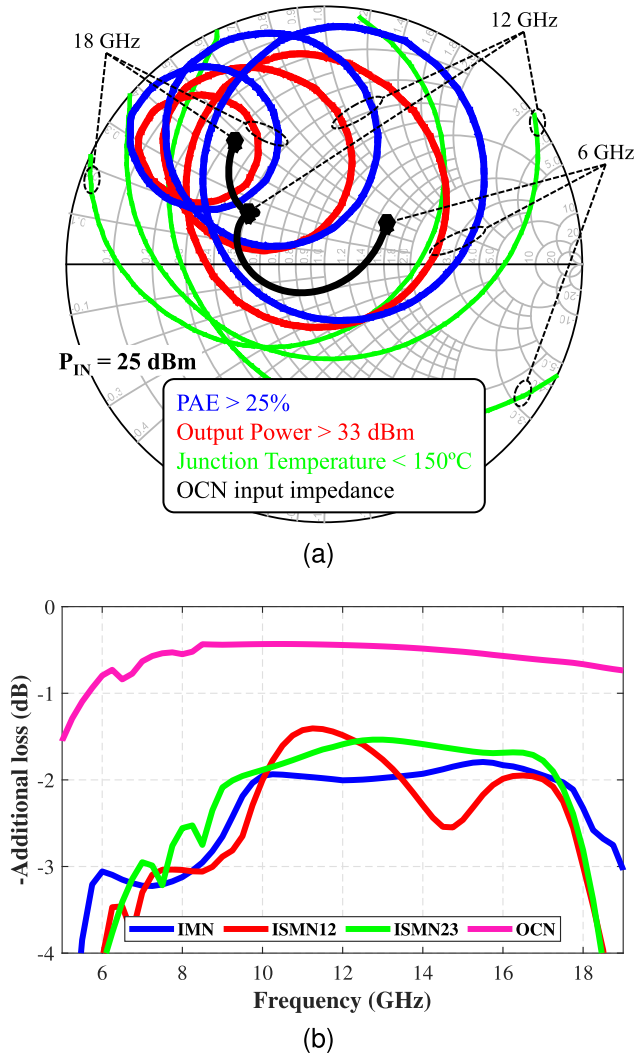 18 GHz
12 GHz
6 GHz
P_IN = 25 dBm
PAE > 25%
Output Power > 33 dBm
Junction Temperature < 150ºC
OCN input impedance
(a)
0
-1
-2
-3
-4
-Additional loss (dB)
IMN
ISMN12
ISMN23
OCN
6
8
10
12
14
16
18
Frequency (GHz)
(b)